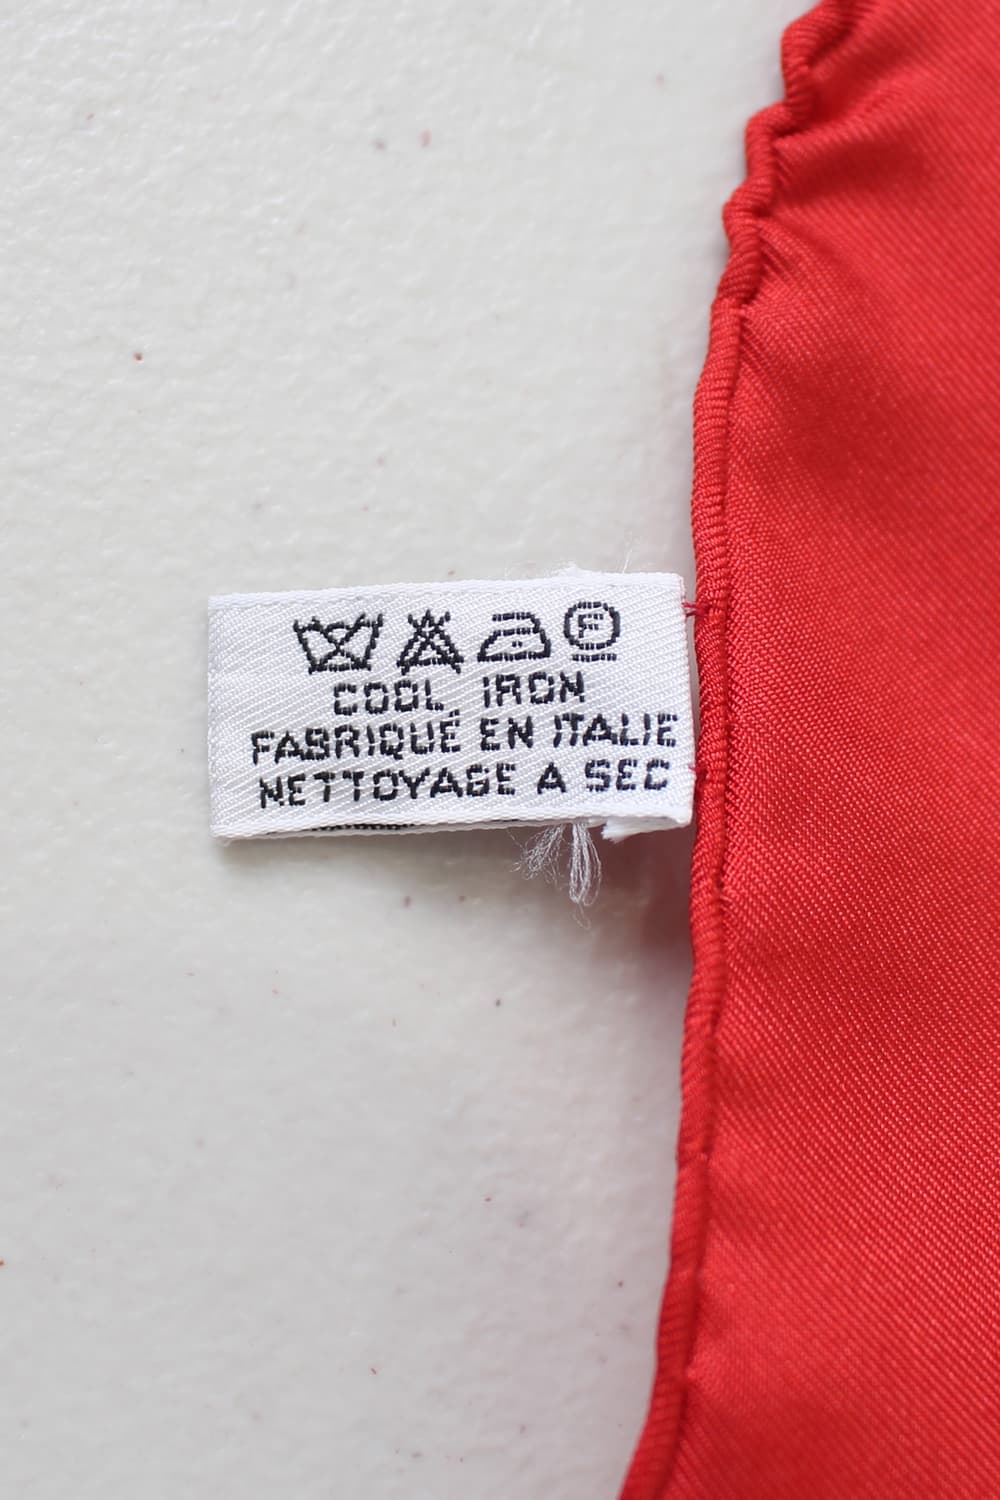 F
COOL IRON
FABRIQUÉ EN ITALIE
NETTOYAGE A SEC